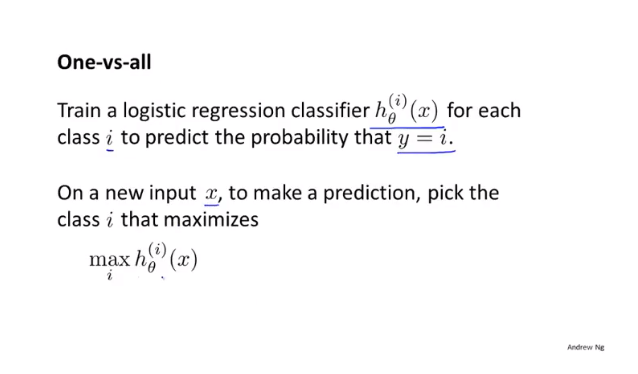 One-vs-all
Train a logistic regression classifier $h_\theta^{(i)}(x)$ for each
class $i$ to predict the probability that $y = i$.
On a new input $x$, to make a prediction, pick the
class $i$ that maximizes
$\max_i h_\theta^{(i)}(x)$
Andrew Ng